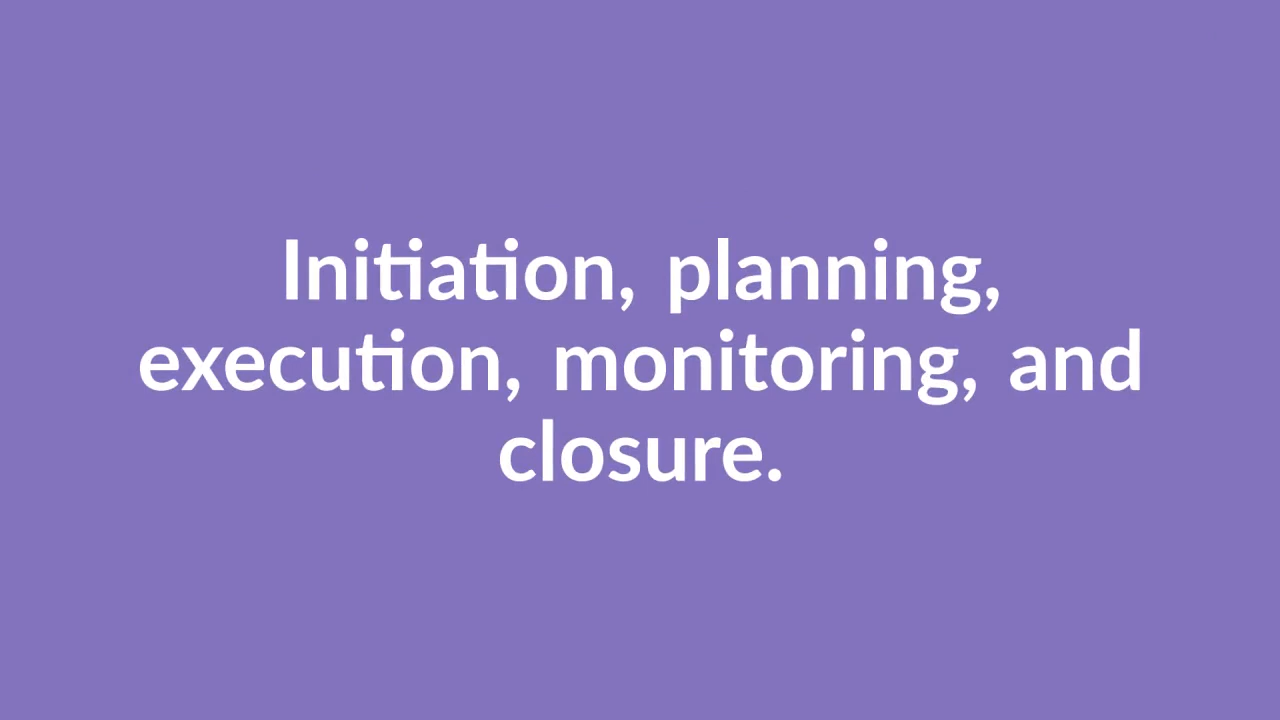 Initiation, planning,
execution, monitoring, and
closure.